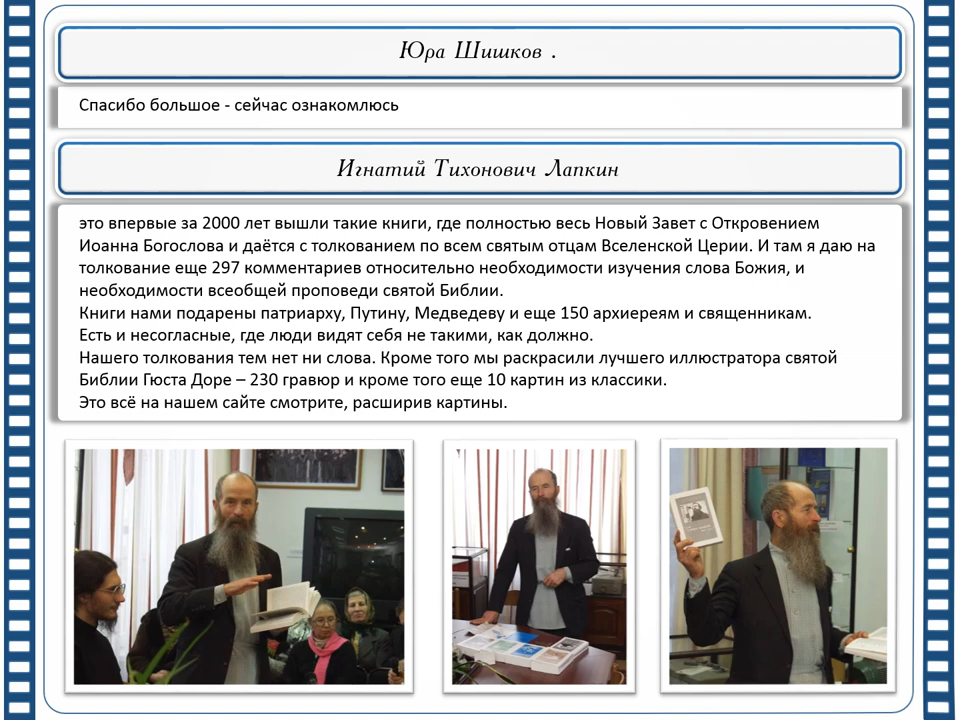 Юра Шишков .
Спасибо большое - сейчас ознакомлюсь
Игнатий Тихонович Лапкин
это впервые за 2000 лет вышли такие книги, где полностью весь Новый Завет с Откровением
Иоанна Богослова и даётся с толкованием по всем святым отцам Вселенской Церии. И там я даю на
толкование еще 297 комментариев относительно необходимости изучения слова Божия, и
необходимости всеобщей проповеди святой Библии.
Книги нами подарены патриарху, Путину, Медведеву и еще 150 архиереям и священникам.
Есть и несогласные, где люди видят себя не такими, как должно.
Нашего толкования тем нет ни слова. Кроме того мы раскрасили лучшего иллюстратора святой
Библии Гюста Доре – 230 гравюр и кроме того еще 10 картин из классики.
Это всё на нашем сайте смотрите, расширив картины.